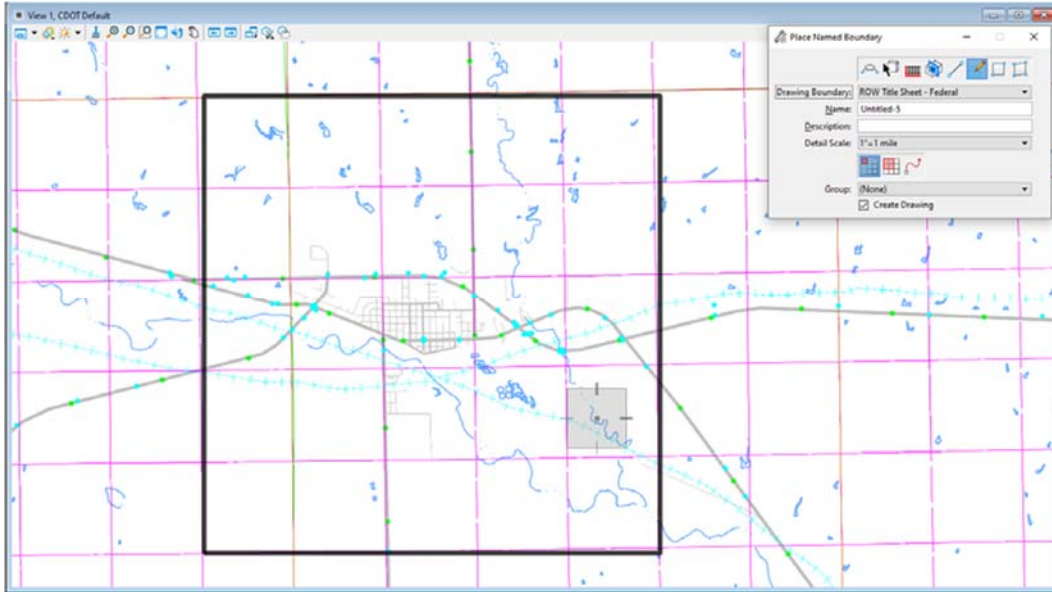 View 1, CDOT Default
Place Named Boundary
Drawing Boundary: ROW Title Sheet - Federal
Name: Untitled-5
Description:
Detail Scale: 1"=1 mile
Group: (None)
Create Drawing